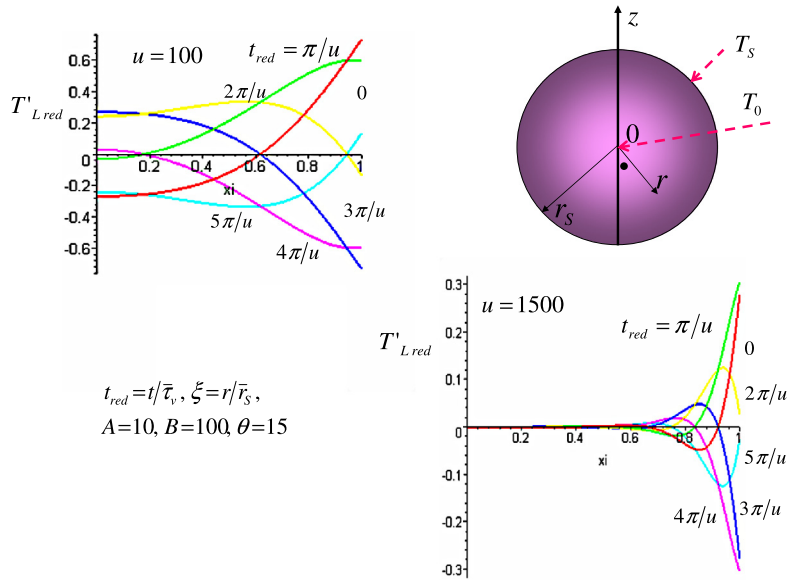 u = 100
t_red = π/u
0
2π/u
3π/u
4π/u
5π/u
T'_L red
0.6
0.4
0.2
0
-0.2
-0.4
-0.6
0.2 0.4 0.6 0.8 1
xi
z
T_S
T_0
0
r
r_S
u = 1500
t_red = π/u
0
2π/u
5π/u
3π/u
4π/u
T'_L red
0.3
0.2
0.1
0
-0.1
-0.2
-0.3
0.2 0.4 0.6 0.8 1
xi
t_red = t/τ̄_v , ξ = r/r̄_S ,
A=10, B=100, θ=15